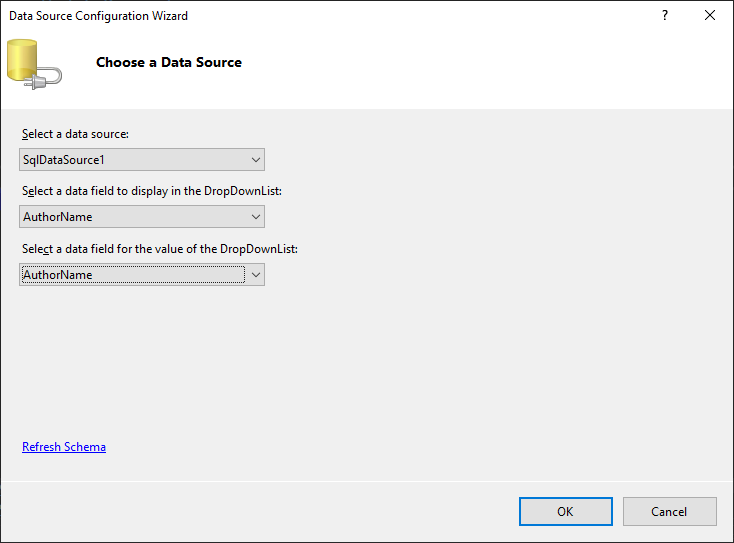 Data Source Configuration Wizard
?
Choose a Data Source
Select a data source:
SqlDataSource1
Select a data field to display in the DropDownList:
AuthorName
Select a data field for the value of the DropDownList:
AuthorName
Refresh Schema
OK
Cancel